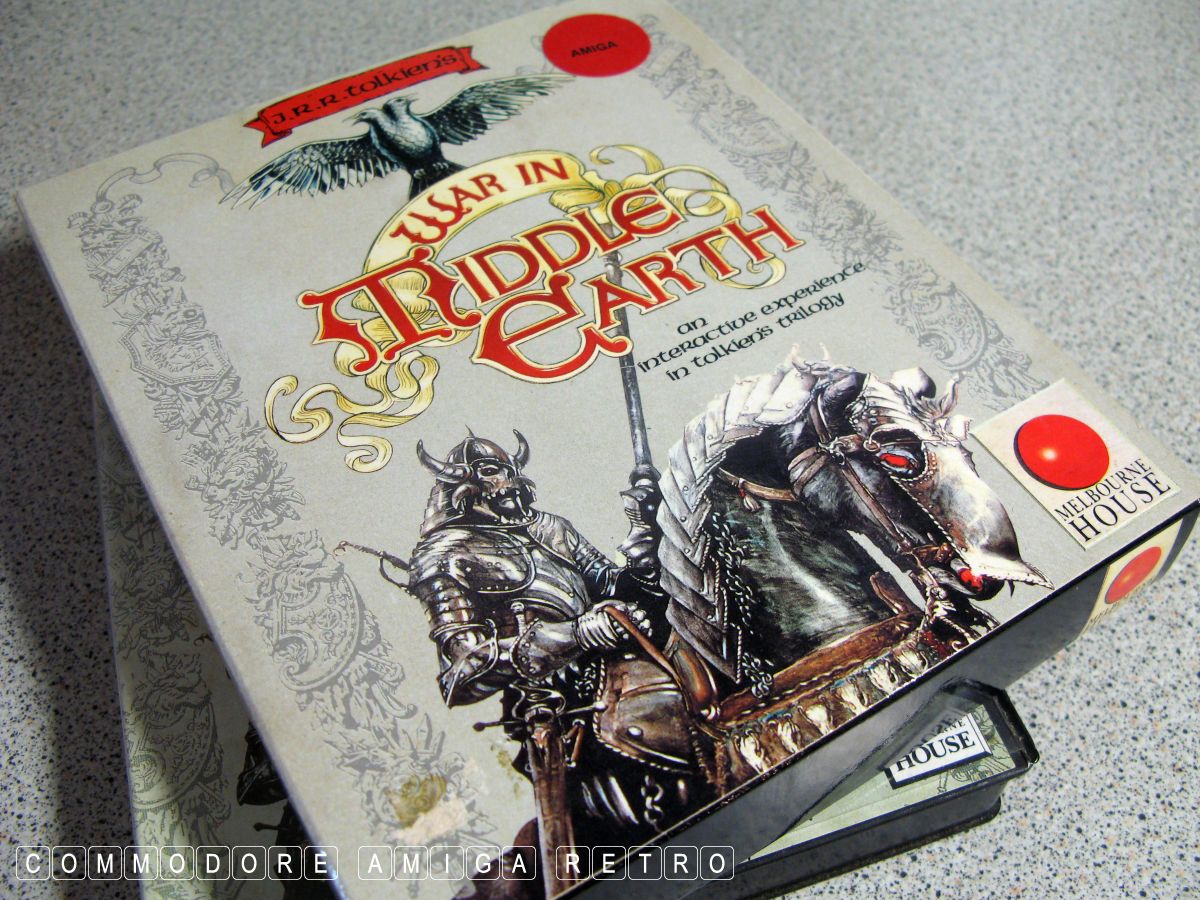 J.R.R. tolkien's
AMIGA
WAR IN
MIDDLE
EARTH
an
interactive experience
in tolkien's trilogy
MELBOURNE
HOUSE
HOUSE
COMMODORE AMIGA RETRO